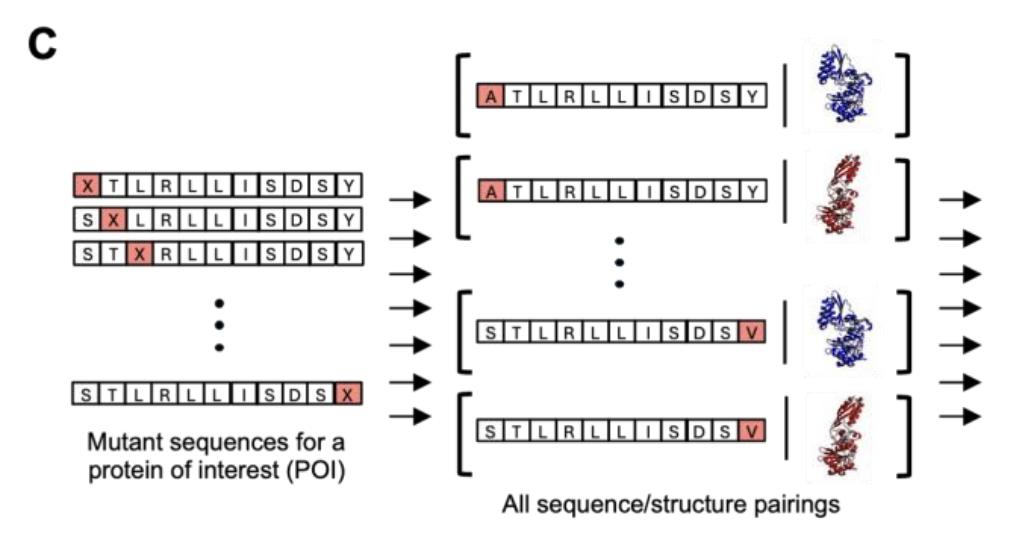 C
X T L R L L I S D S Y
S X L R L L I S D S Y
S T X R L L I S D S Y
S T L R L L I S D S X
Mutant sequences for a
protein of interest (POI)
A T L R L L I S D S Y
A T L R L L I S D S Y
S T L R L L I S D S V
S T L R L L I S D S V
All sequence/structure pairings